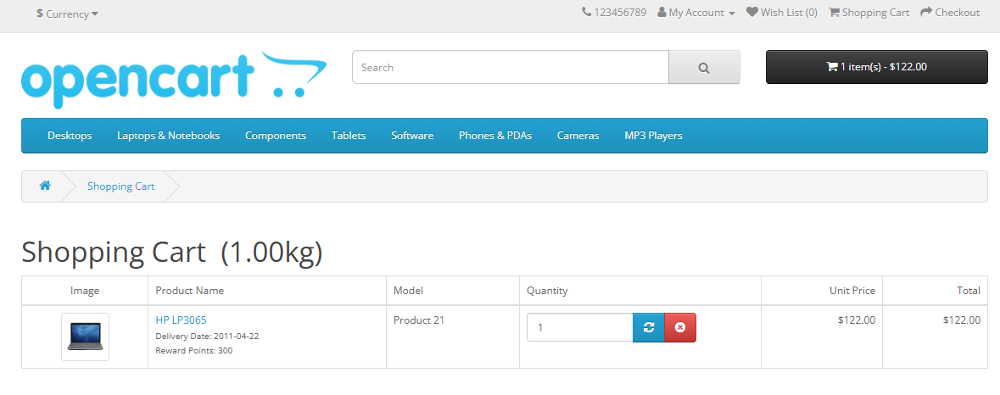 $ Currency
123456789 My Account Wish List (0) Shopping Cart Checkout
opencart
Search
1 item(s) - $122.00
Desktops Laptops & Notebooks Components Tablets Software Phones & PDAs Cameras MP3 Players
Shopping Cart
Shopping Cart (1.00kg)
Image Product Name Model Quantity Unit Price Total
HP LP3065 Product 21 1 $122.00 $122.00
Delivery Date: 2011-04-22
Reward Points: 300